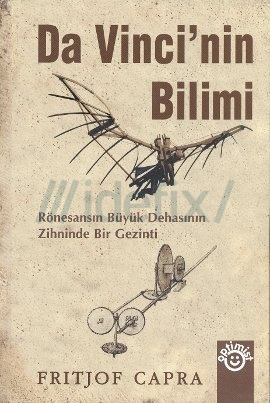 Da Vinci'nin
Bilimi
///idefix/
Rönesansın Büyük Dehasının
Zihninde Bir Gezinti
optimist
FRITJOF CAPRA